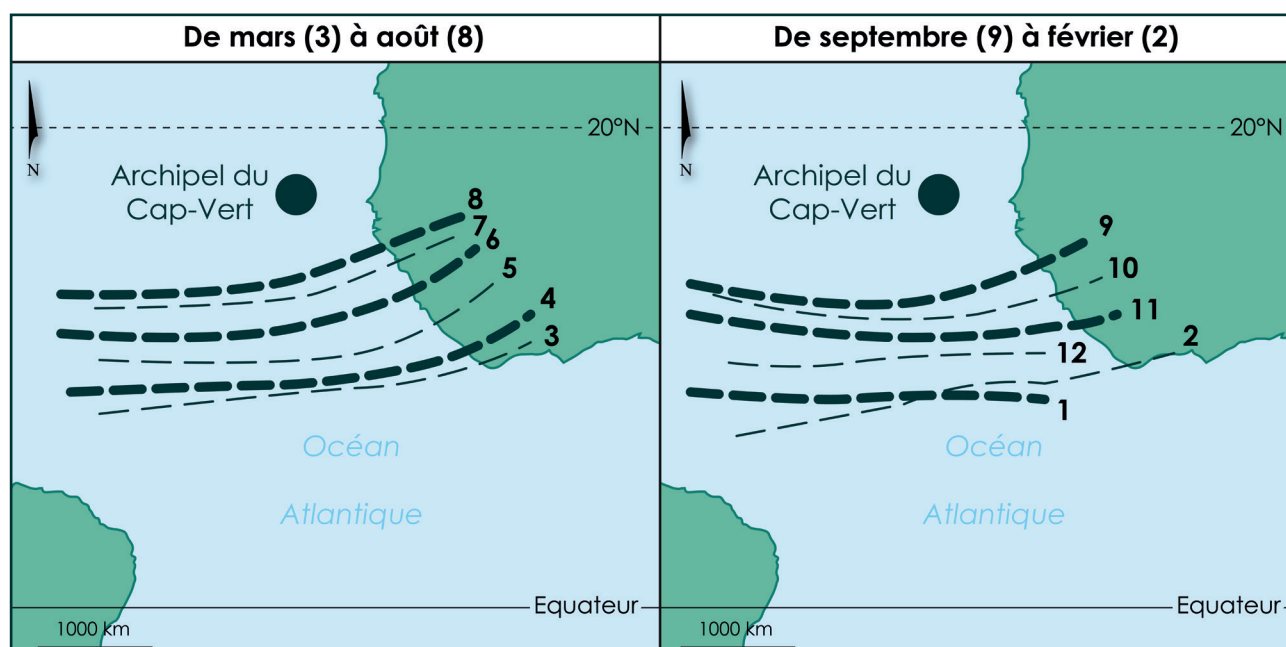 De mars (3) à août (8)
20°N
N
Archipel du
Cap-Vert
8
7
6
5
4
3
Océan
Atlantique
Equateur
1000 km
De septembre (9) à février (2)
20°N
N
Archipel du
Cap-Vert
9
10
11
2
12
1
Océan
Atlantique
Equateur
1000 km